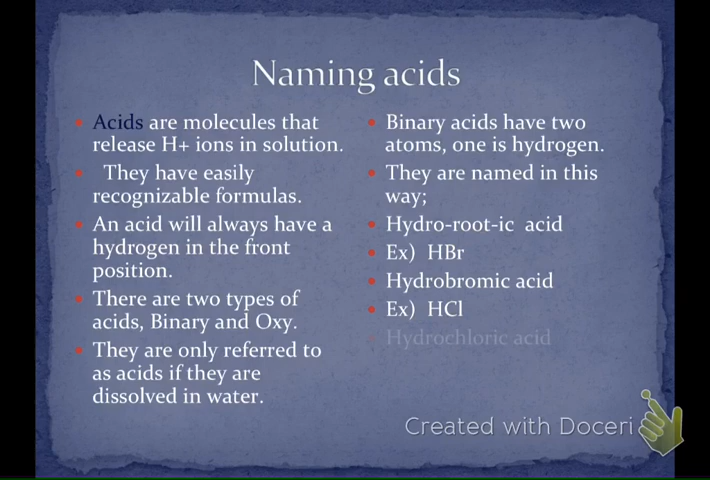 Naming acids
Acids are molecules that
release H+ ions in solution.
They have easily
recognizable formulas.
An acid will always have a
hydrogen in the front
position.
There are two types of
acids, Binary and Oxy.
They are only referred to
as acids if they are
dissolved in water.
Binary acids have two
atoms, one is hydrogen.
They are named in this
way;
Hydro-root-ic acid
Ex) HBr
Hydrobromic acid
Ex) HCl
Hydrochloric acid
Created with Doceri